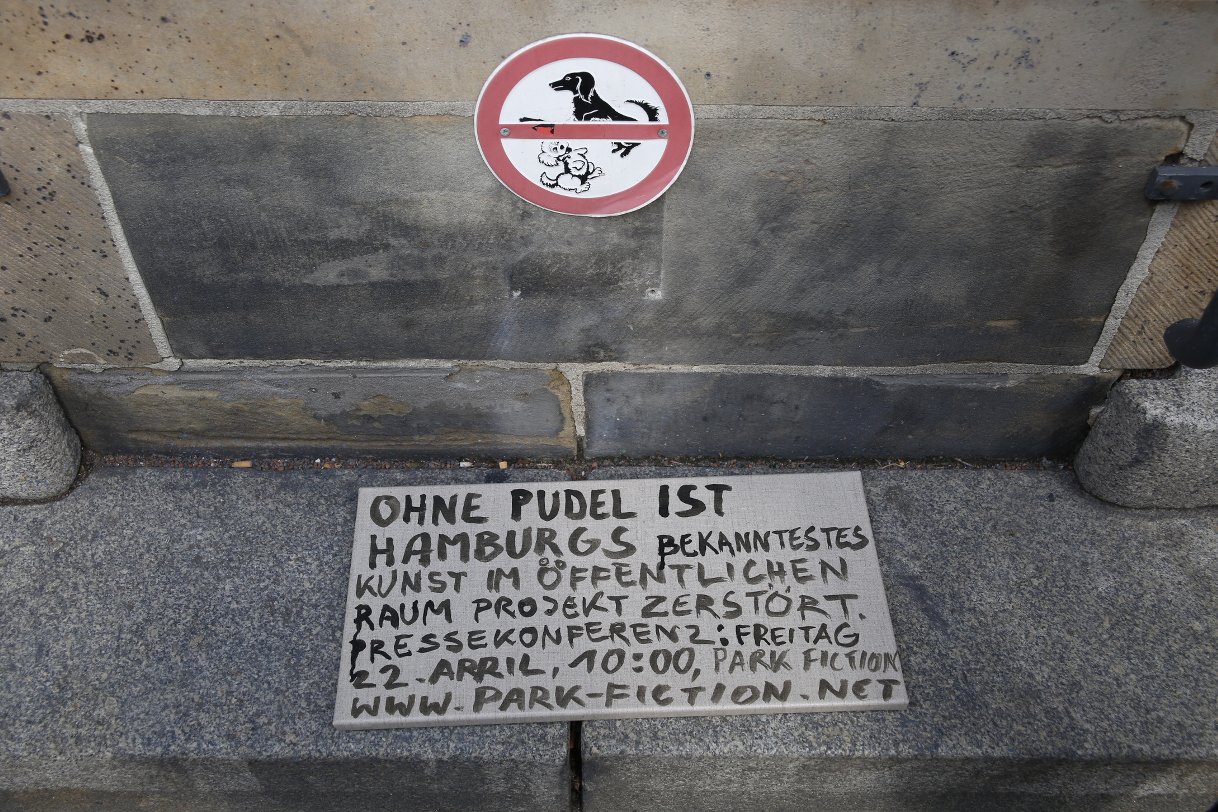 OHNE PUDEL IST
HAMBURGS BEKANNTESTES
KUNST IM ÖFFENTLICHEN
RAUM PROJEKT ZERSTÖRT.
PRESSEKONFERENZ: FREITAG
22. APRIL, 10:00, PARK FICTION
WWW.PARK-FICTION.NET